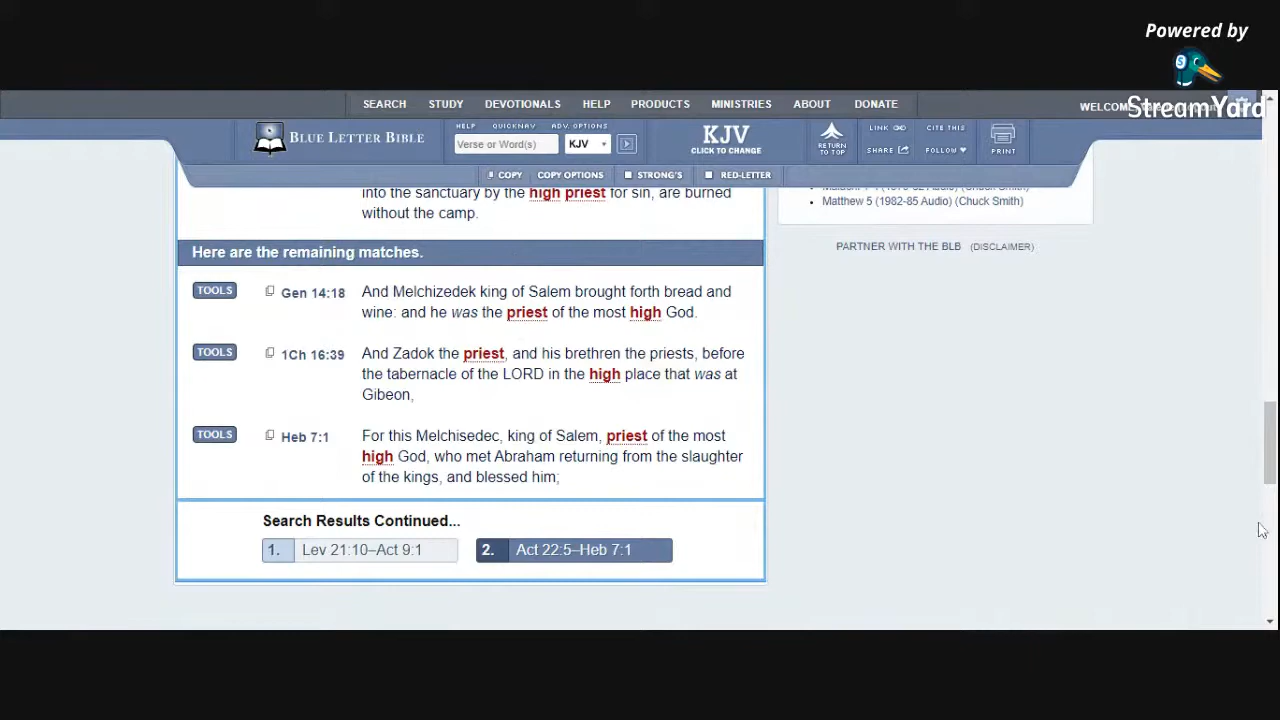 Powered by
StreamYard
SEARCH STUDY DEVOTIONALS HELP PRODUCTS MINISTRIES ABOUT DONATE WELCOME
HELP QUICKNAV ADV. OPTIONS
BLUE LETTER BIBLE
Verse or Word(s)
KJV
KJV
CLICK TO CHANGE
RETURN
TO TOP
LINK
CITE THIS
SHARE
FOLLOW
PRINT
COPY COPY OPTIONS STRONG'S RED-LETTER
into the sanctuary by the high priest for sin, are burned
without the camp.
Matthew 5 (1982-85 Audio) (Chuck Smith)
PARTNER WITH THE BLB (DISCLAIMER)
Here are the remaining matches.
TOOLS Gen 14:18 And Melchizedek king of Salem brought forth bread and
wine: and he was the priest of the most high God.
TOOLS 1Ch 16:39 And Zadok the priest, and his brethren the priests, before
the tabernacle of the LORD in the high place that was at
Gibeon,
TOOLS Heb 7:1 For this Melchisedec, king of Salem, priest of the most
high God, who met Abraham returning from the slaughter
of the kings, and blessed him;
Search Results Continued...
1. Lev 21:10–Act 9:1 2. Act 22:5–Heb 7:1